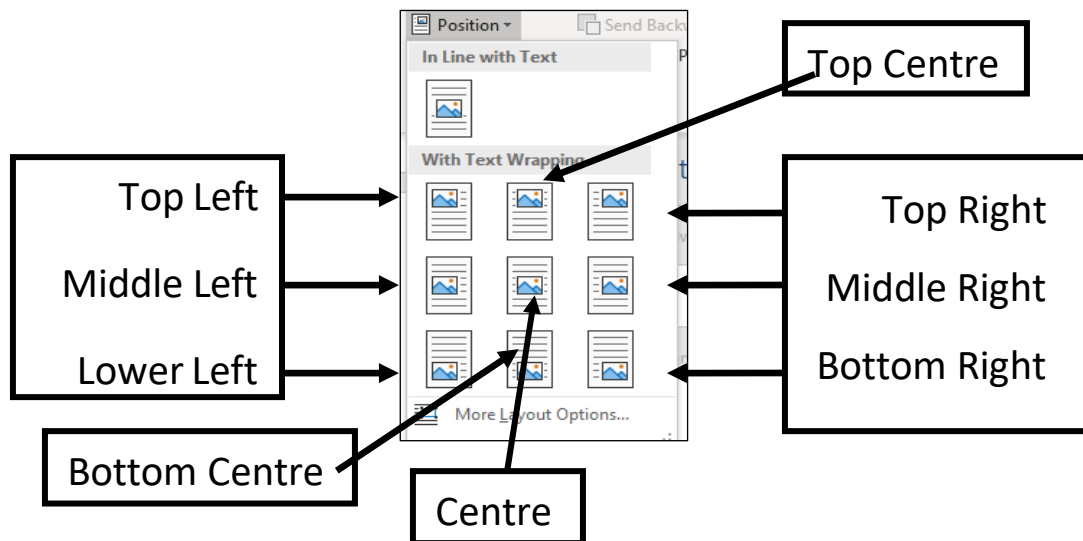 Position
Send Back
In Line with Text
P
Top Centre
With Text Wrapping
t
Top Left
Middle Left
Lower Left
Top Right
Middle Right
Bottom Right
More Layout Options...
Bottom Centre
Centre